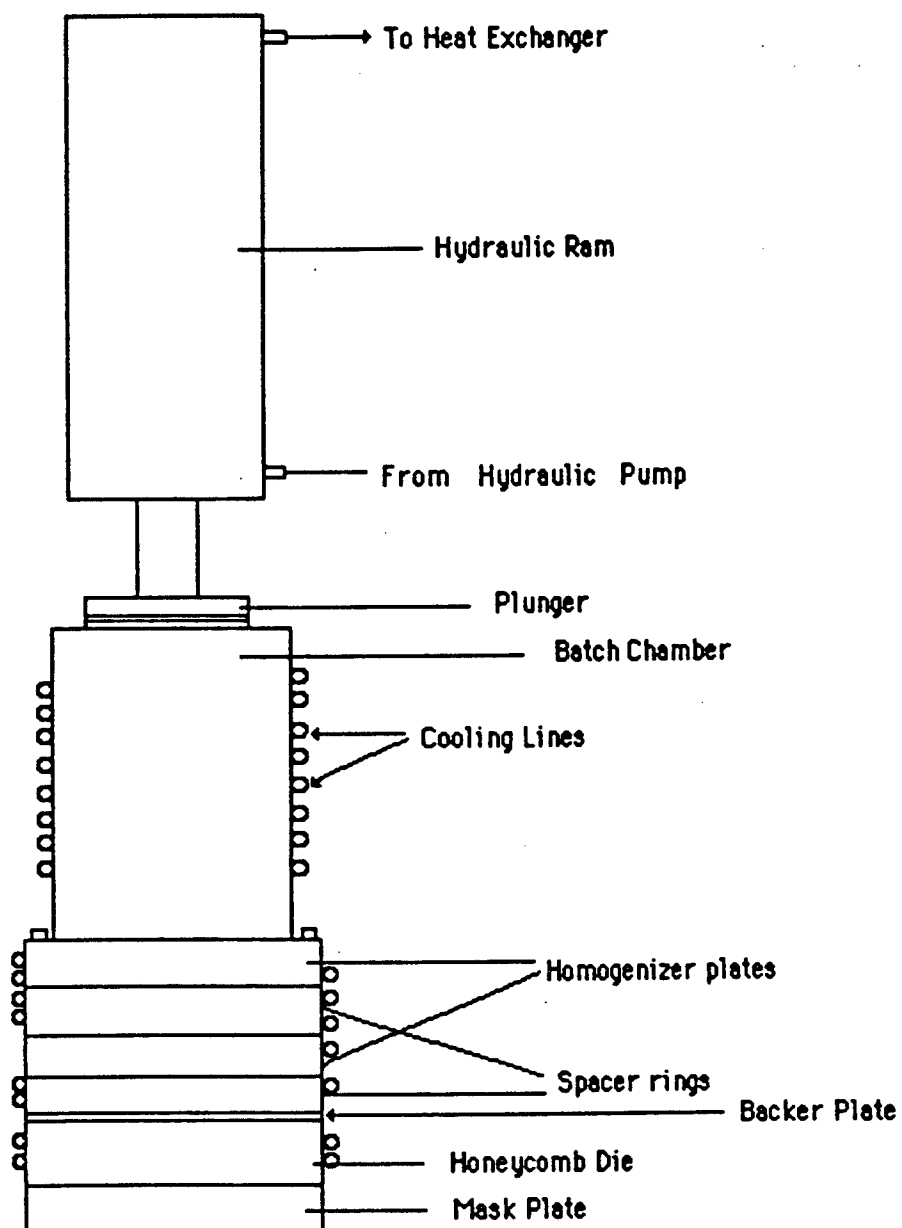 To Heat Exchanger
Hydraulic Ram
From Hydraulic Pump
Plunger
Batch Chamber
Cooling Lines
Homogenizer plates
Spacer rings
Backer Plate
Honeycomb Die
Mask Plate